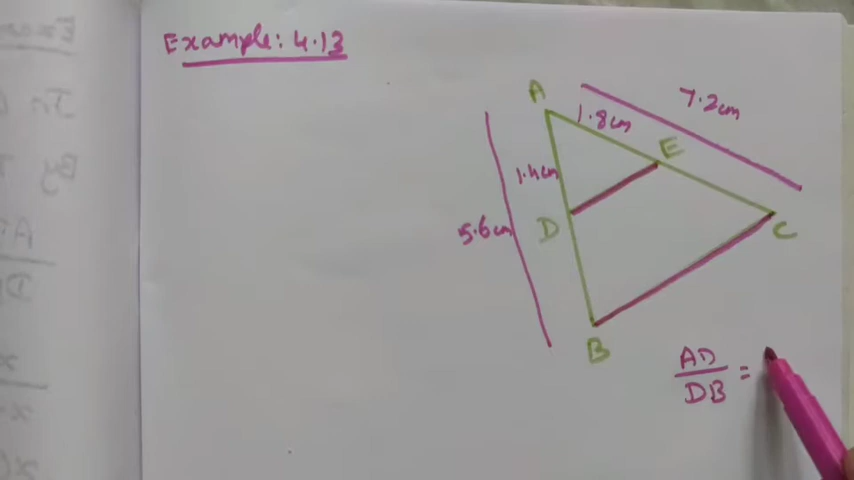 Example: 4.13
A
7.2cm
1.8cm
E
1.4cm
5.6cm
D
C
B
AD
DB
=